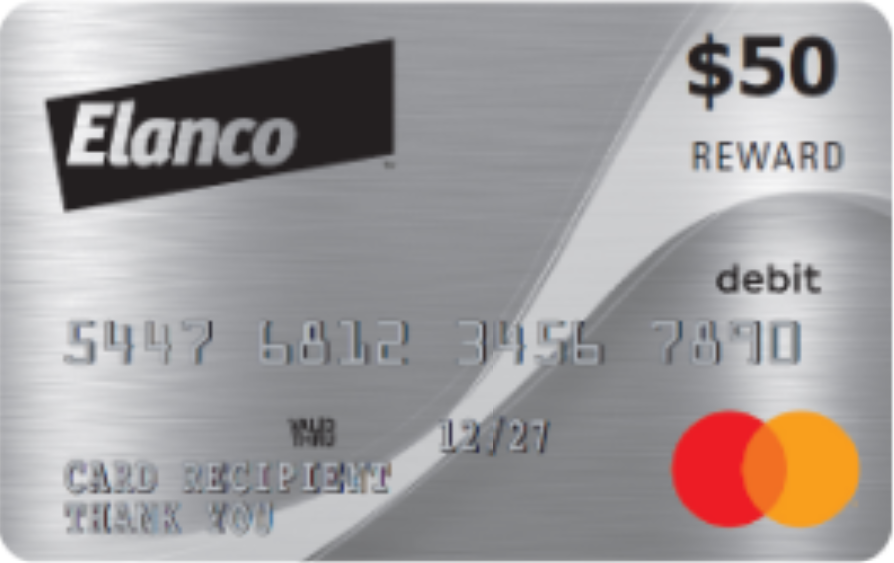 Elanco
$50
REWARD
debit
5447 6812 3456 7890
12/27
CARD RECIPIENT
THANK YOU